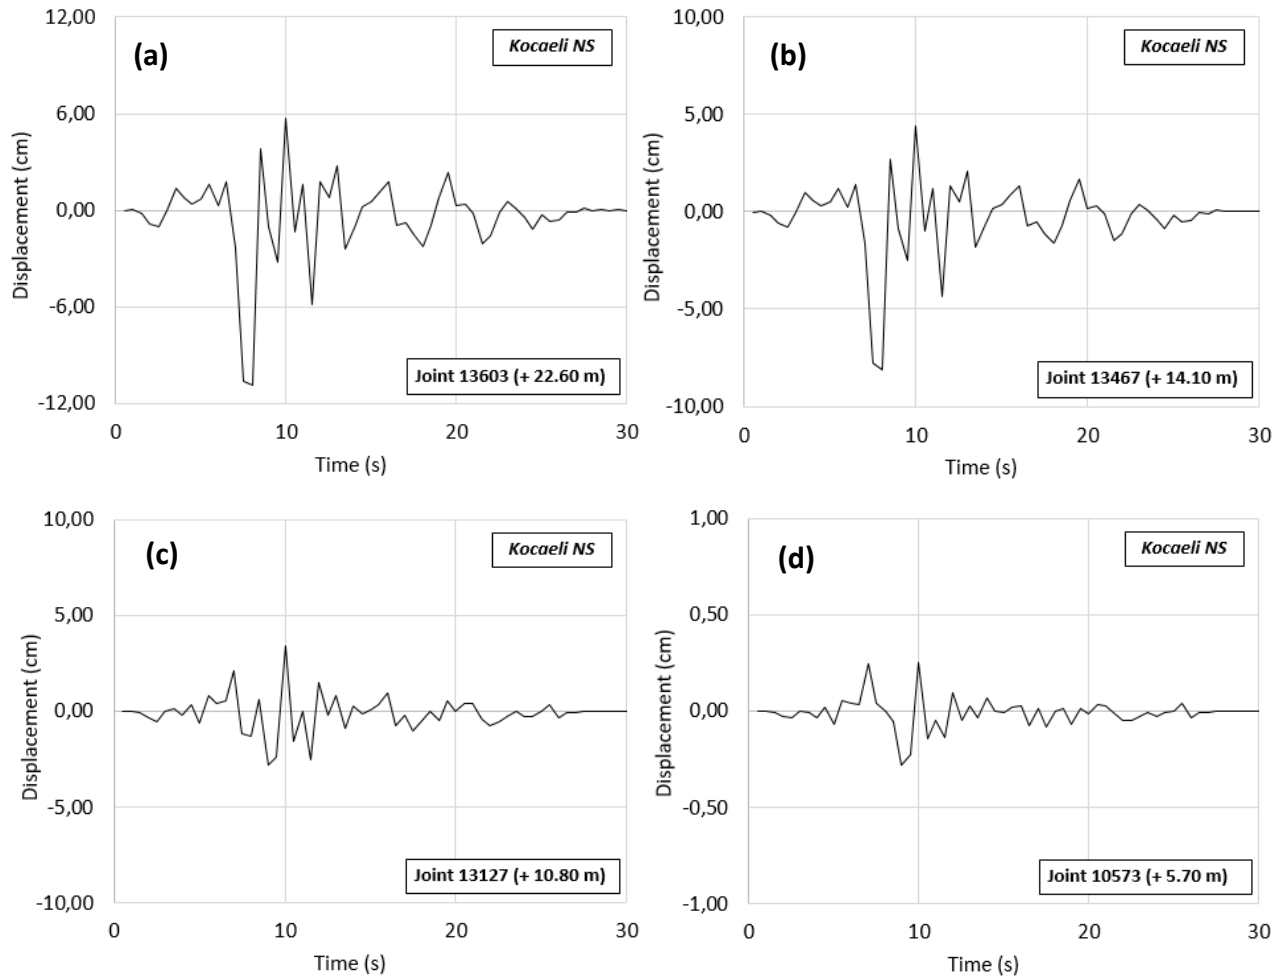 12,00
(a)
Kocaeli NS
6,00
Displacement (cm)
0,00
-6,00
Joint 13603 (+ 22.60 m)
-12,00
0
10
20
30
Time (s)
10,00
(b)
Kocaeli NS
5,00
Displacement (cm)
0,00
-5,00
Joint 13467 (+ 14.10 m)
-10,00
0
10
20
30
Time (s)
10,00
(c)
Kocaeli NS
5,00
Displacement (cm)
0,00
-5,00
Joint 13127 (+ 10.80 m)
-10,00
0
10
20
30
Time (s)
1,00
(d)
Kocaeli NS
0,50
Displacement (cm)
0,00
-0,50
Joint 10573 (+ 5.70 m)
-1,00
0
10
20
30
Time (s)